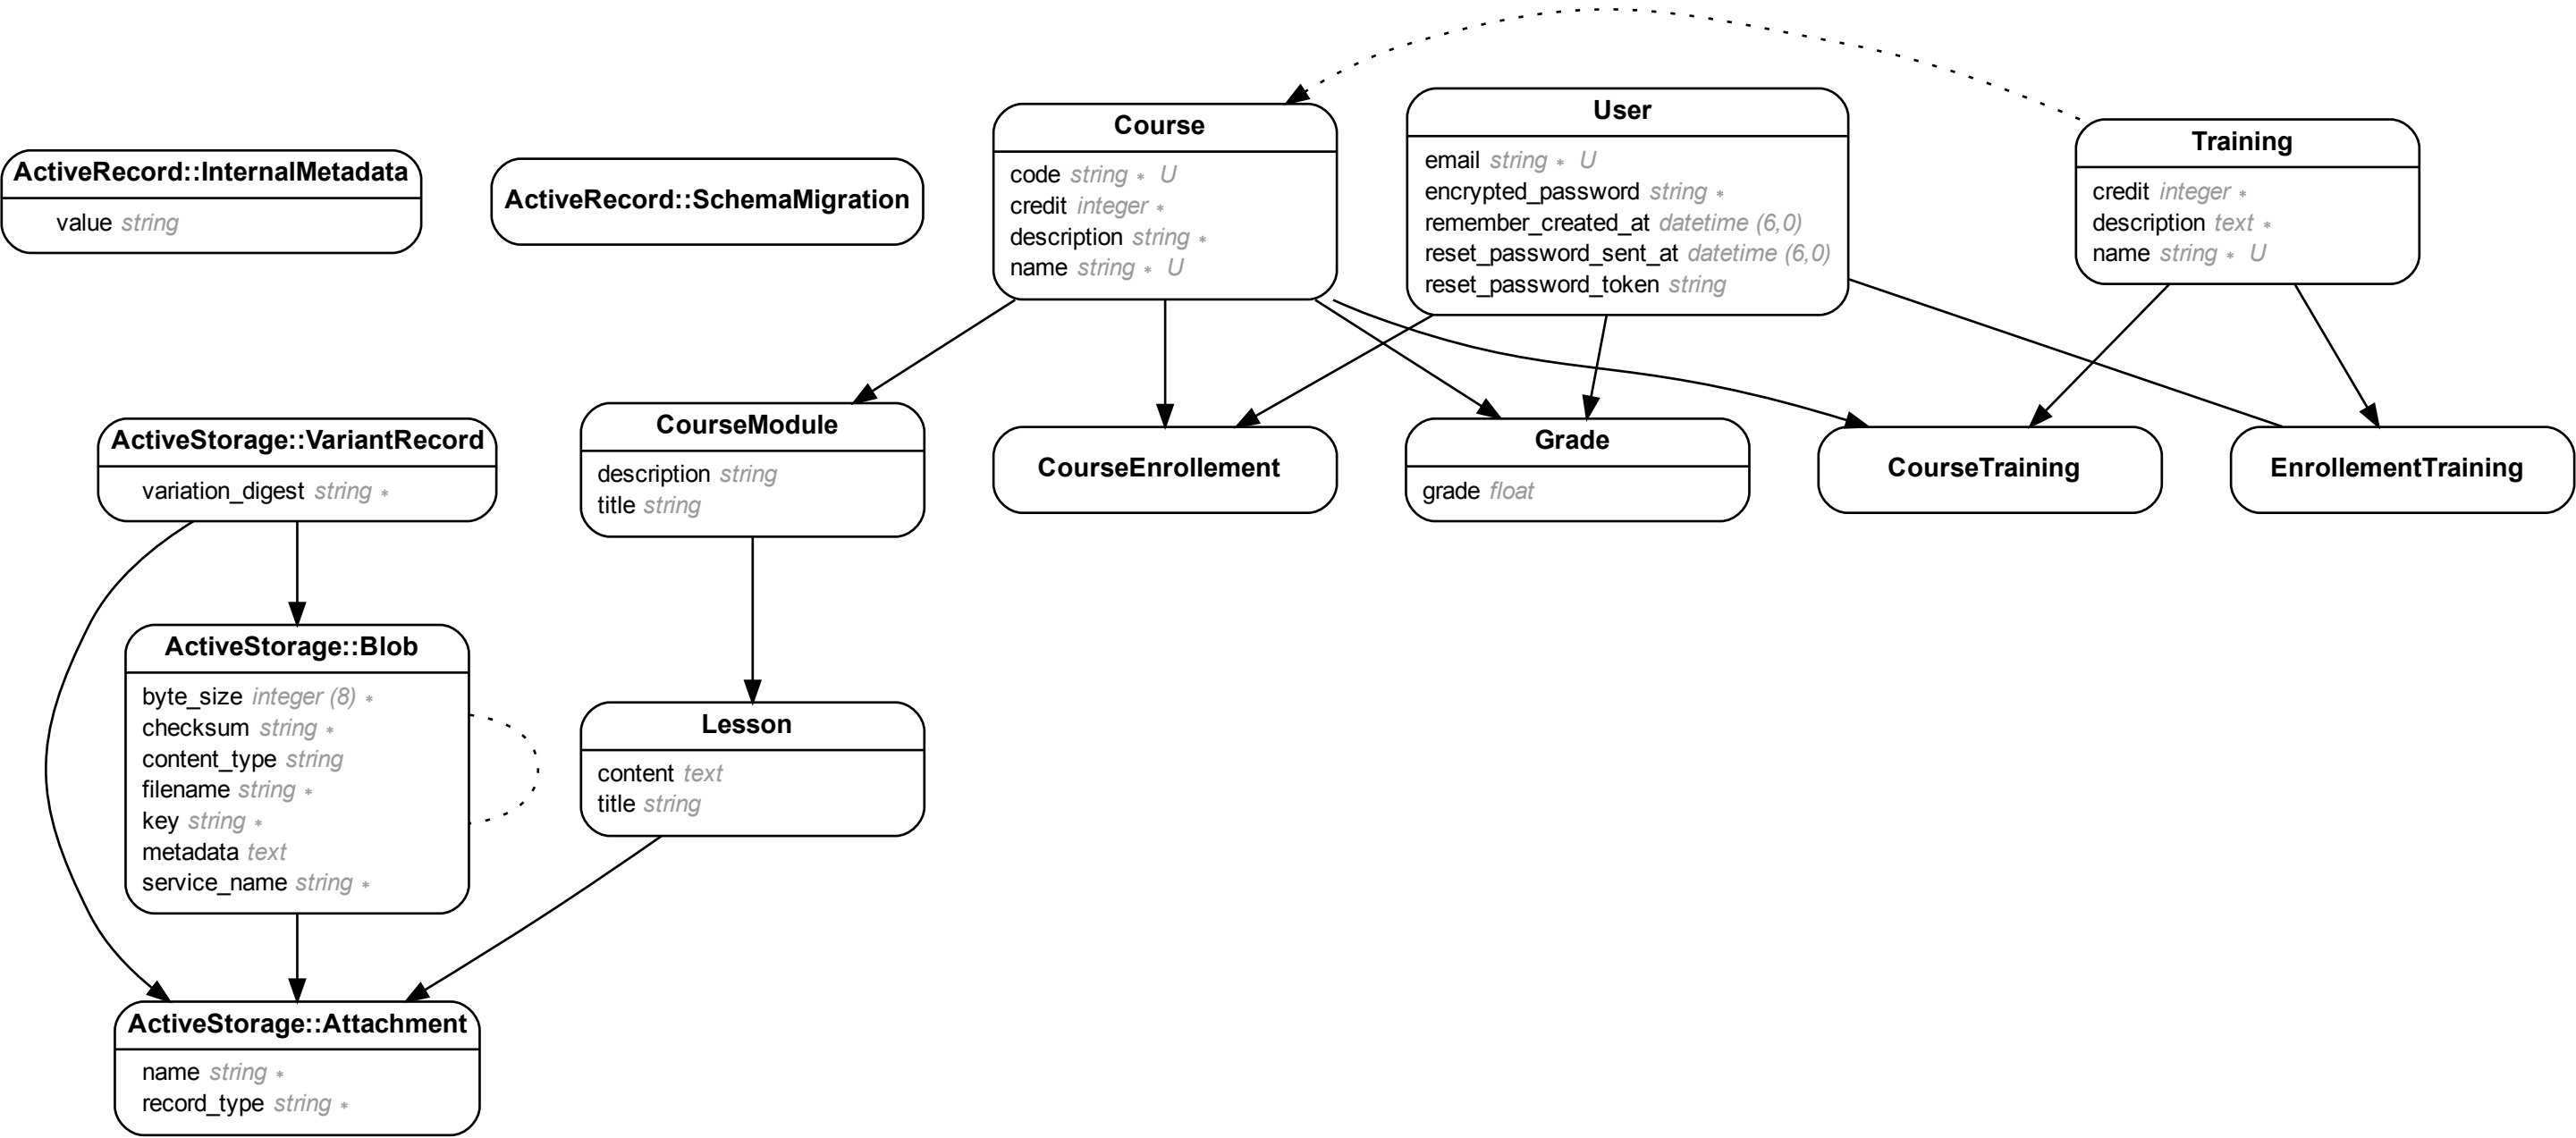 ActiveRecord::InternalMetadata
value string
ActiveRecord::SchemaMigration
Course
code string ∗ U
credit integer ∗
description string ∗
name string ∗ U
User
email string ∗ U
encrypted_password string ∗
remember_created_at datetime (6,0)
reset_password_sent_at datetime (6,0)
reset_password_token string
Training
credit integer ∗
description text ∗
name string ∗ U
ActiveStorage::VariantRecord
variation_digest string ∗
CourseModule
description string
title string
CourseEnrollement
Grade
grade float
CourseTraining
EnrollementTraining
ActiveStorage::Blob
byte_size integer (8) ∗
checksum string ∗
content_type string
filename string ∗
key string ∗
metadata text
service_name string ∗
Lesson
content text
title string
ActiveStorage::Attachment
name string ∗
record_type string ∗